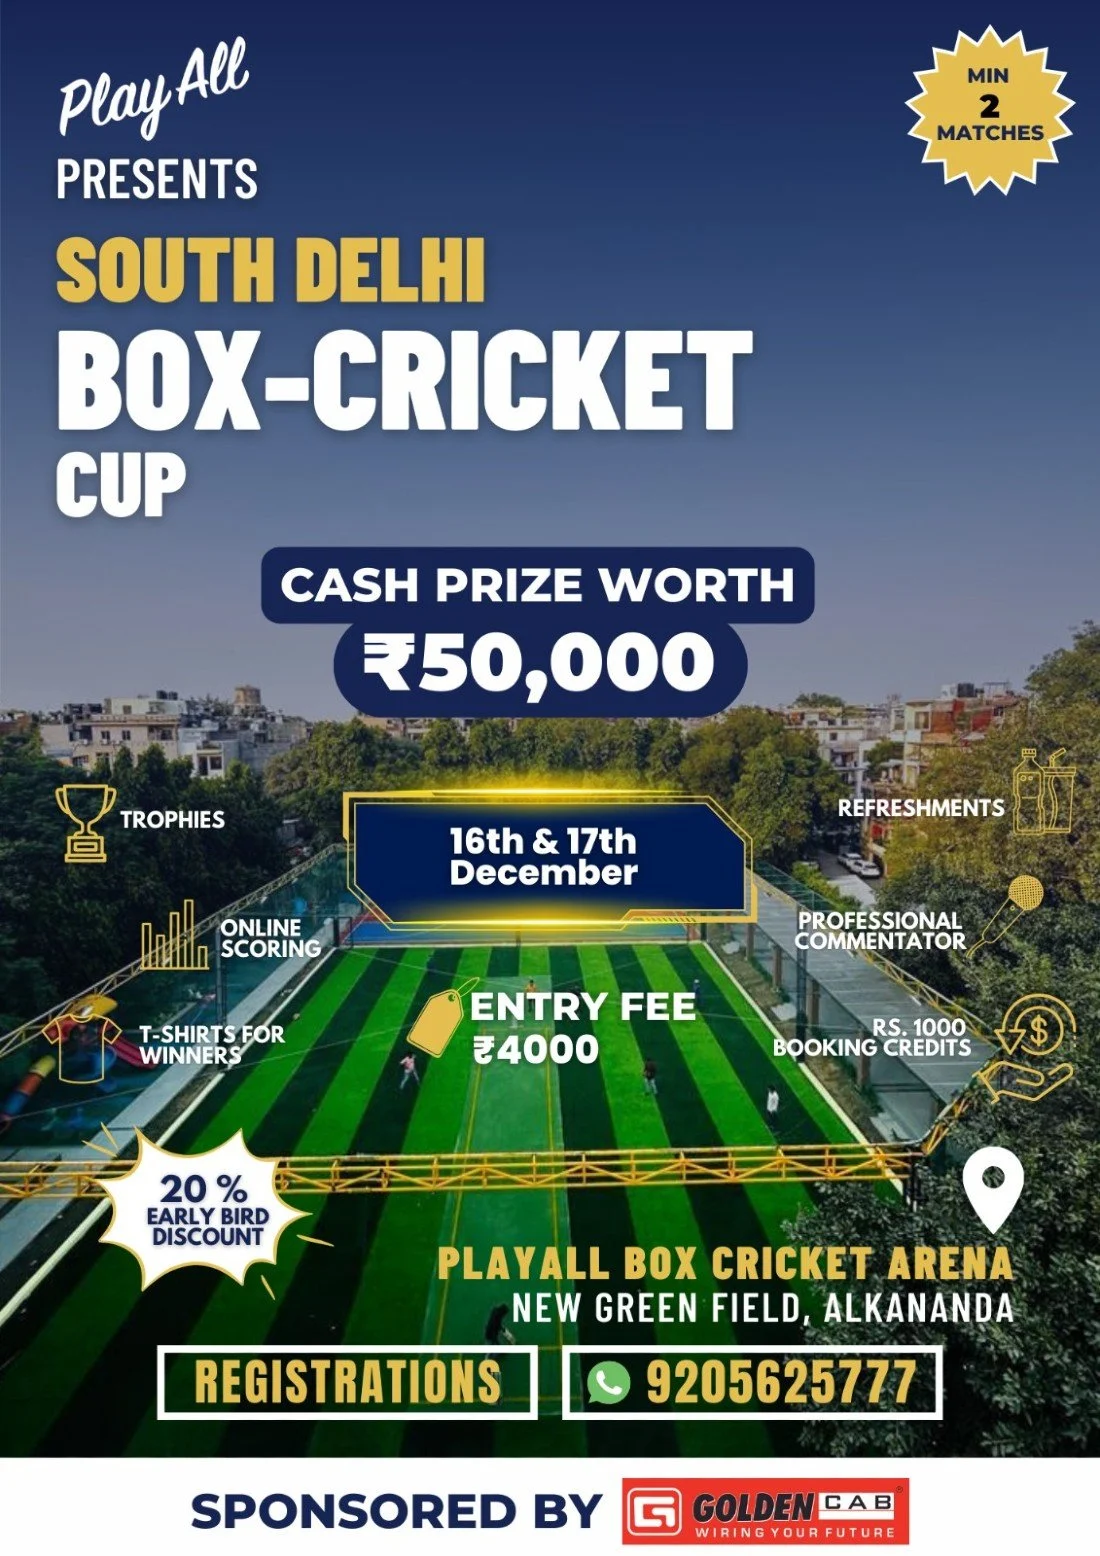 Play All
PRESENTS
MIN
2
MATCHES
SOUTH DELHI
BOX-CRICKET
CUP
CASH PRIZE WORTH
₹50,000
TROPHIES
REFRESHMENTS
16th & 17th
December
ONLINE
SCORING
PROFESSIONAL
COMMENTATOR
T-SHIRTS FOR
WINNERS
ENTRY FEE
₹4000
RS. 1000
BOOKING CREDITS
20 %
EARLY BIRD
DISCOUNT
PLAYALL BOX CRICKET ARENA
NEW GREEN FIELD, ALKANANDA
REGISTRATIONS
9205625777
SPONSORED BY
GOLDEN CAB®
WIRING YOUR FUTURE